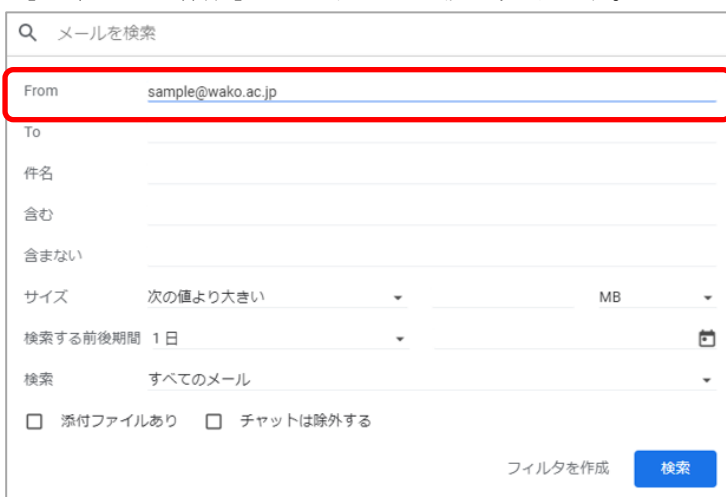 メールを検索
From sample@wako.ac.jp
To
件名
含む
含まない
サイズ 次の値より大きい MB
検索する前後期間 1日
検索 すべてのメール
添付ファイルあり チャットは除外する
フィルタを作成 検索